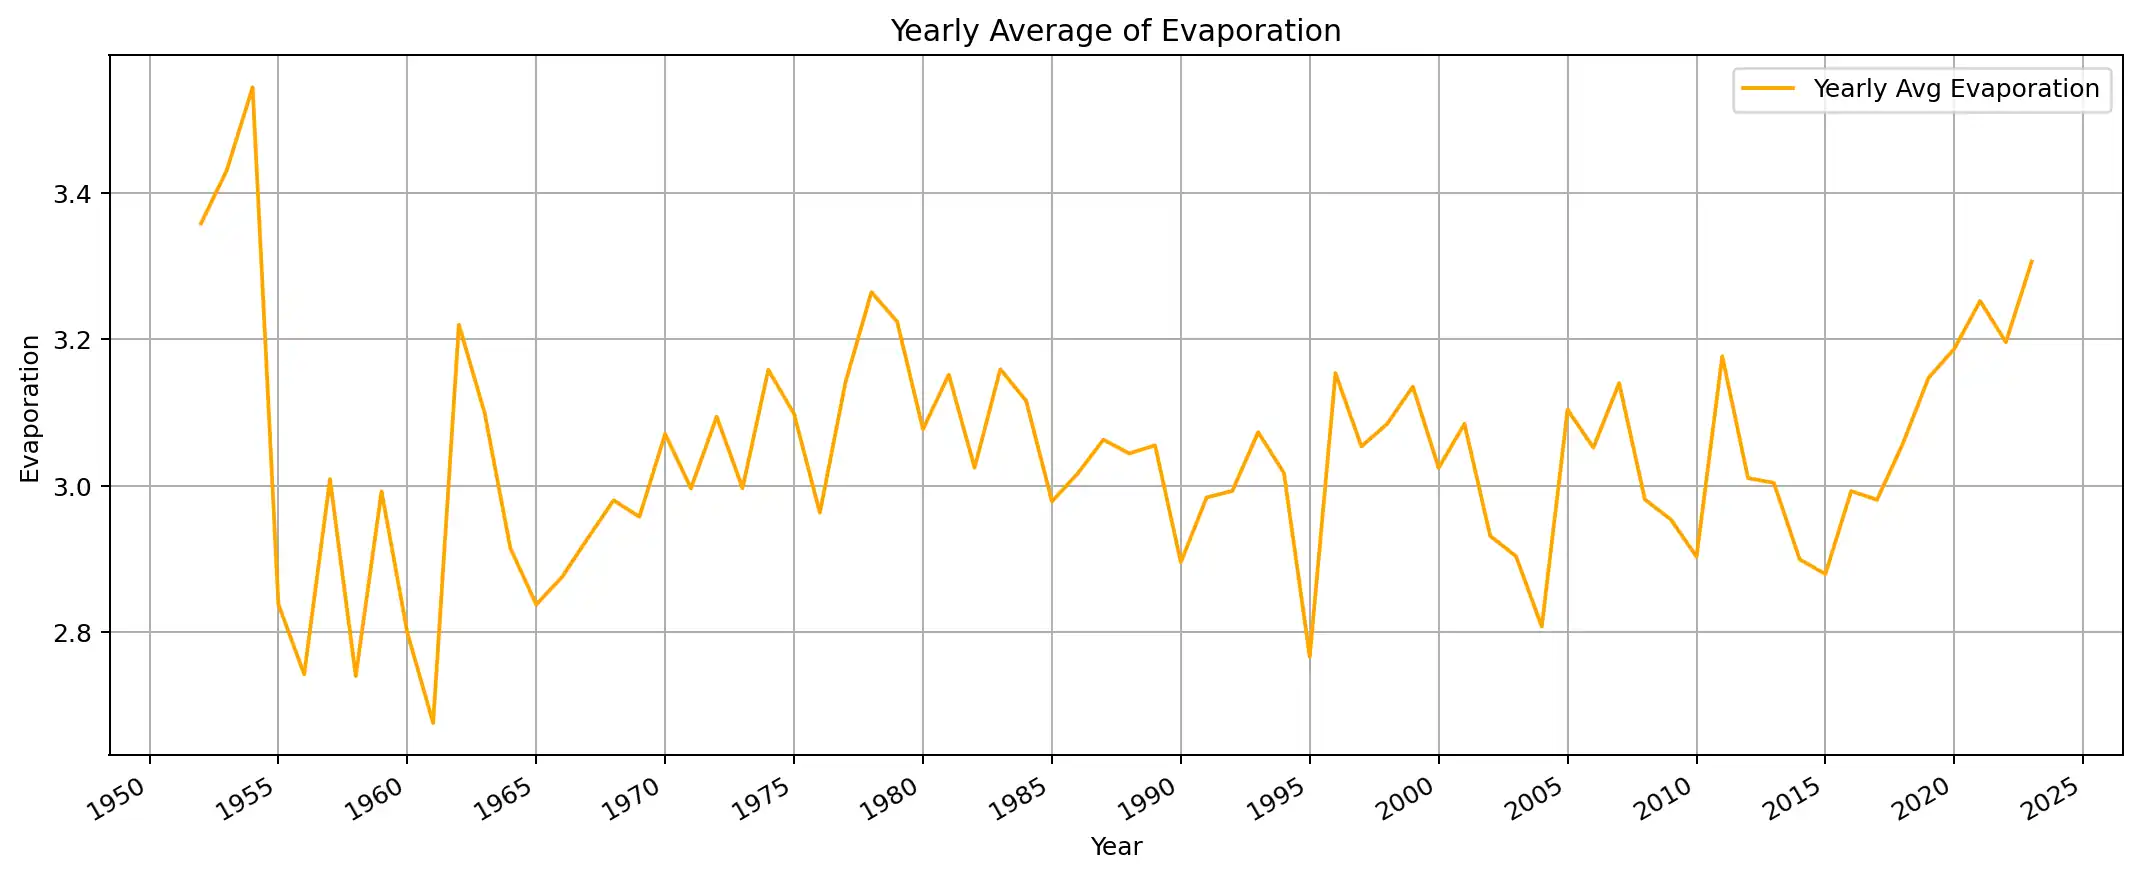 Yearly Average of Evaporation
Yearly Avg Evaporation
Evaporation
3.4
3.2
3.0
2.8
1950 1955 1960 1965 1970 1975 1980 1985 1990 1995 2000 2005 2010 2015 2020 2025
Year